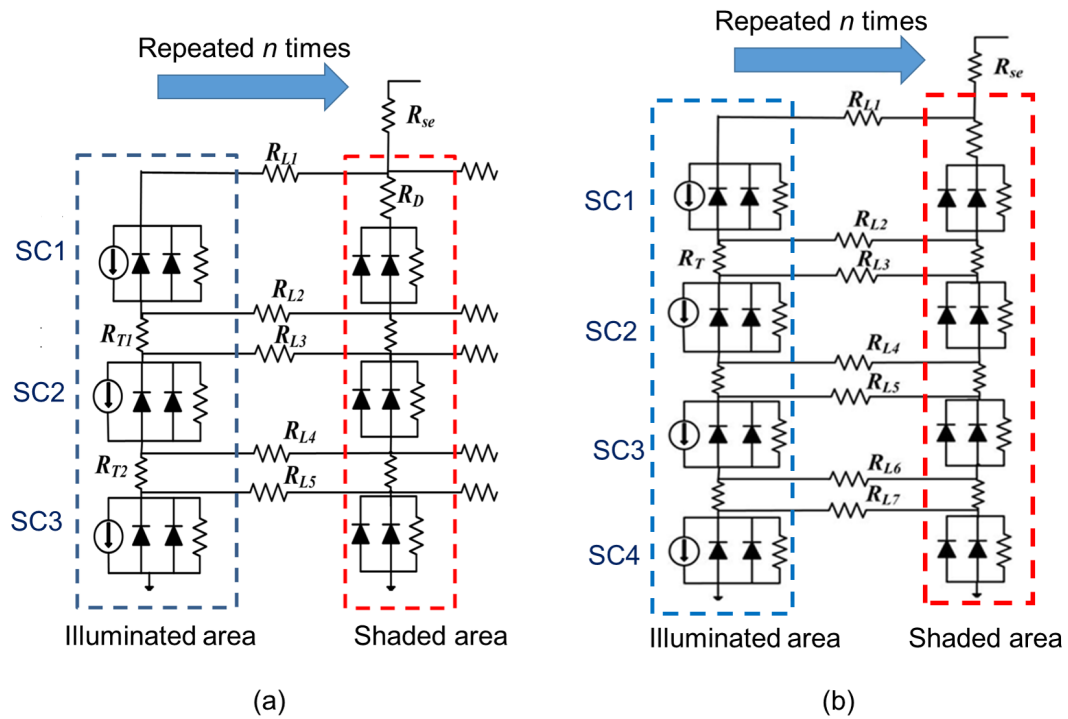 Repeated n times
R_se
R_L1
R_D
SC1
R_L2
R_T1
R_L3
SC2
R_L4
R_T2
R_L5
SC3
Illuminated area
Shaded area
(a)
Repeated n times
R_se
R_L1
SC1
R_L2
R_T
R_L3
SC2
R_L4
R_L5
SC3
R_L6
R_L7
SC4
Illuminated area
Shaded area
(b)